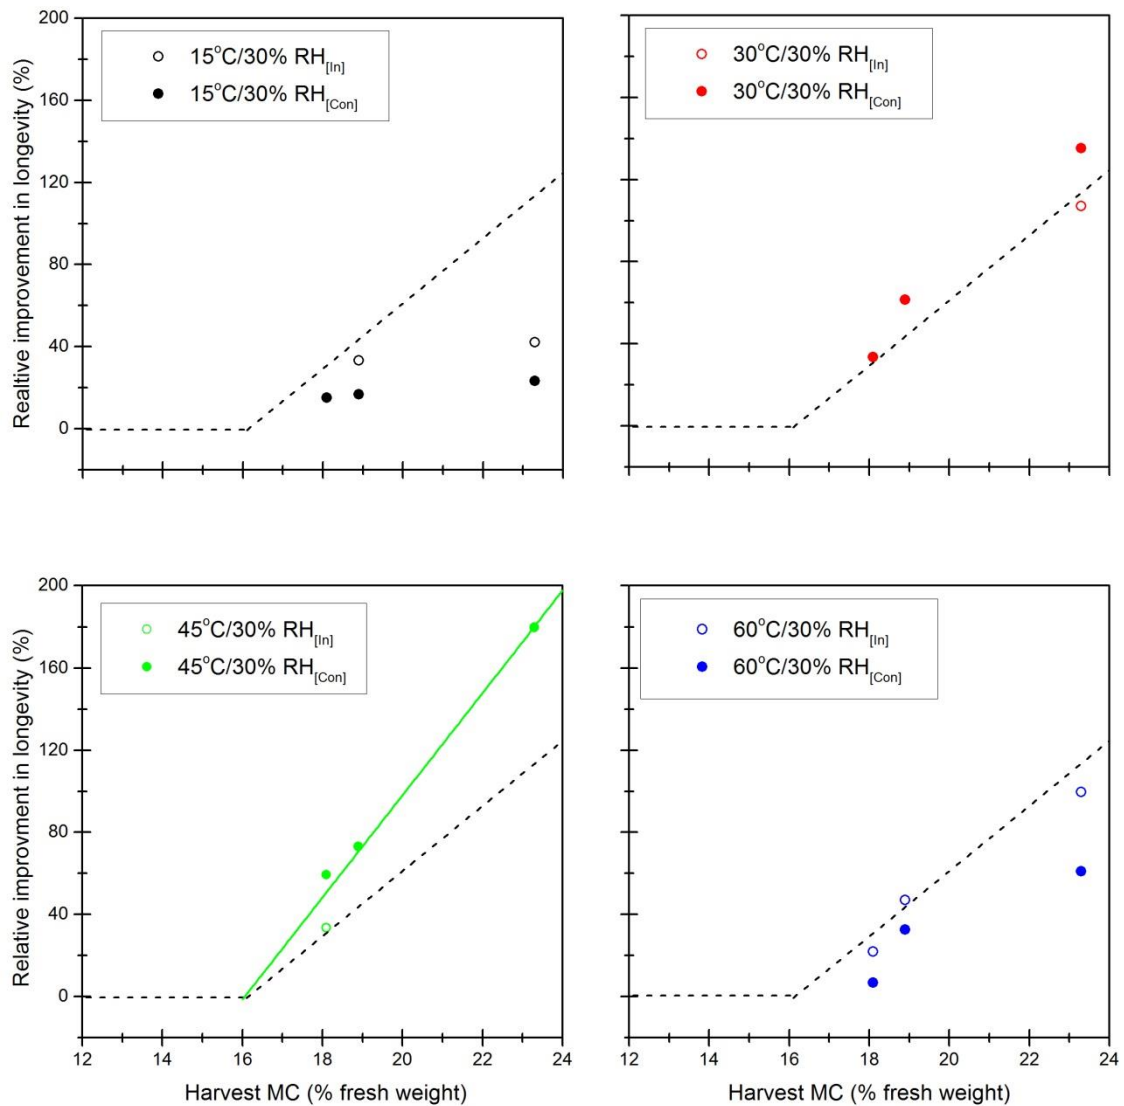 200
160
120
80
40
0
Realtive improvement in longevity (%)
15°C/30% RH[In]
15°C/30% RH[Con]
30°C/30% RH[In]
30°C/30% RH[Con]
200
160
120
80
40
0
Relative improvment in longevity (%)
45°C/30% RH[In]
45°C/30% RH[Con]
12 14 16 18 20 22 24
Harvest MC (% fresh weight)
60°C/30% RH[In]
60°C/30% RH[Con]
12 14 16 18 20 22 24
Harvest MC (% fresh weight)